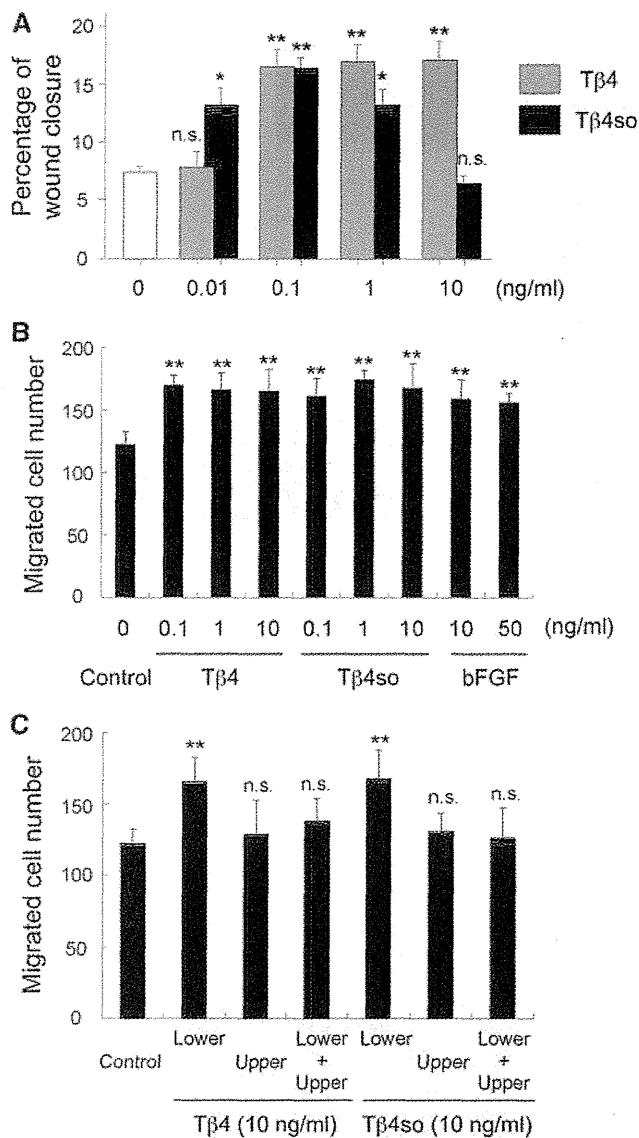 A
Percentage of
wound closure
20
15
10
5
0
n.s.
*
**
**
**
*
**
n.s.
Tβ4
Tβ4so
0 0.01 0.1 1 10 (ng/ml)
B
Migrated cell number
200
150
100
50
0
** ** ** ** ** ** ** **
0 0.1 1 10 0.1 1 10 10 50 (ng/ml)
Control Tβ4 Tβ4so bFGF
C
Migrated cell number
200
150
100
50
0
** n.s. n.s. ** n.s. n.s.
Control
Lower
Upper
Lower
+
Upper
Lower
Upper
Lower
+
Upper
Tβ4 (10 ng/ml) Tβ4so (10 ng/ml)